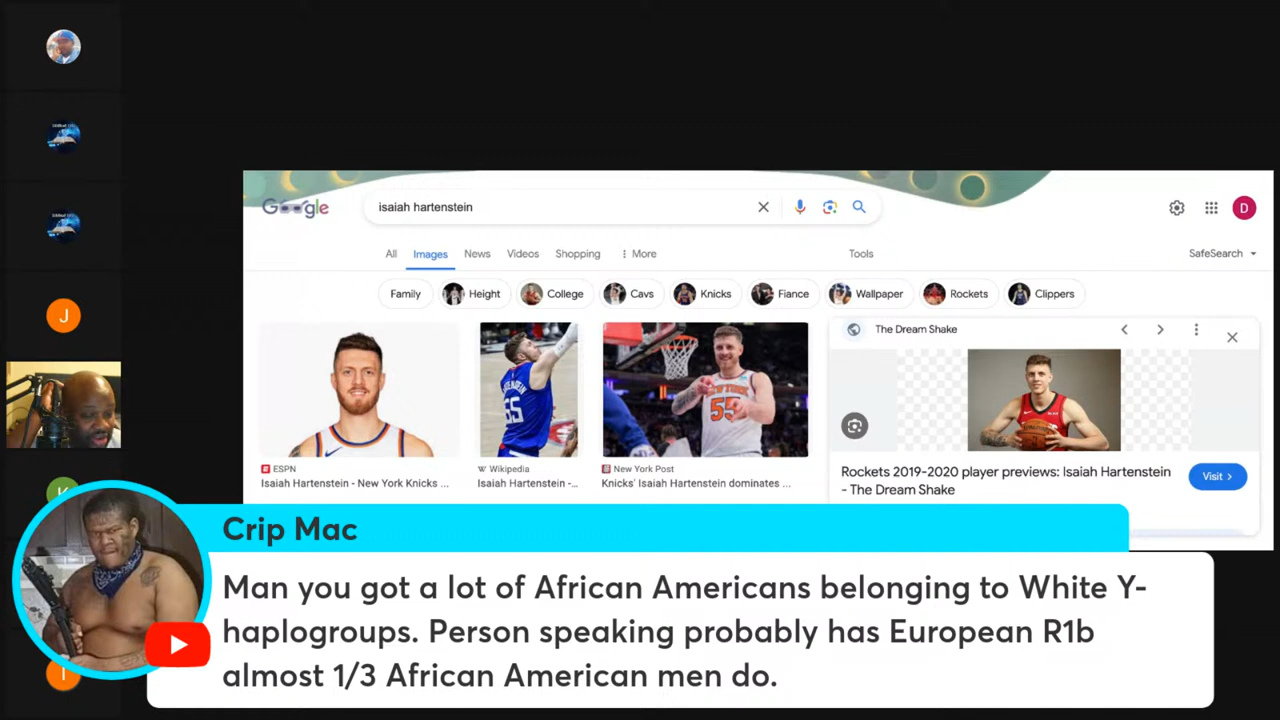 Google
isaiah hartenstein
D
All Images News Videos Shopping More Tools SafeSearch
Family Height College Cavs Knicks Fiance Wallpaper Rockets Clippers
The Dream Shake
J
NEW YORK
55
ESPN
Isaiah Hartenstein - New York Knicks ...
W Wikipedia
Isaiah Hartenstein -...
New York Post
Knicks' Isaiah Hartenstein dominates ...
Rockets 2019-2020 player previews: Isaiah Hartenstein
- The Dream Shake
Visit
K
Crip Mac
Man you got a lot of African Americans belonging to White Y-
haplogroups. Person speaking probably has European R1b
almost 1/3 African American men do.